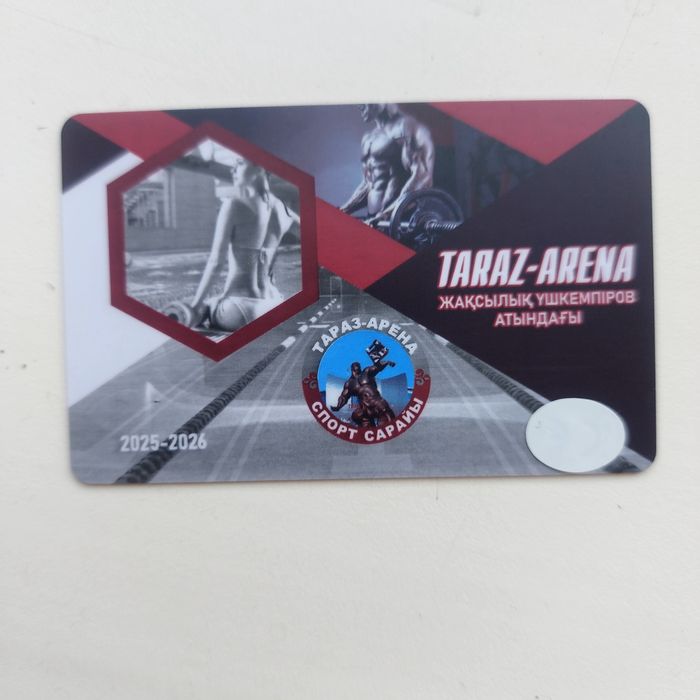 TARAZ-ARENA
ЖАҚСЫЛЫҚ ҮШКЕМПІРОВ
АТЫНДАҒЫ
ТАРАЗ-АРЕНА
СПОРТ САРАЙЫ
2025-2026